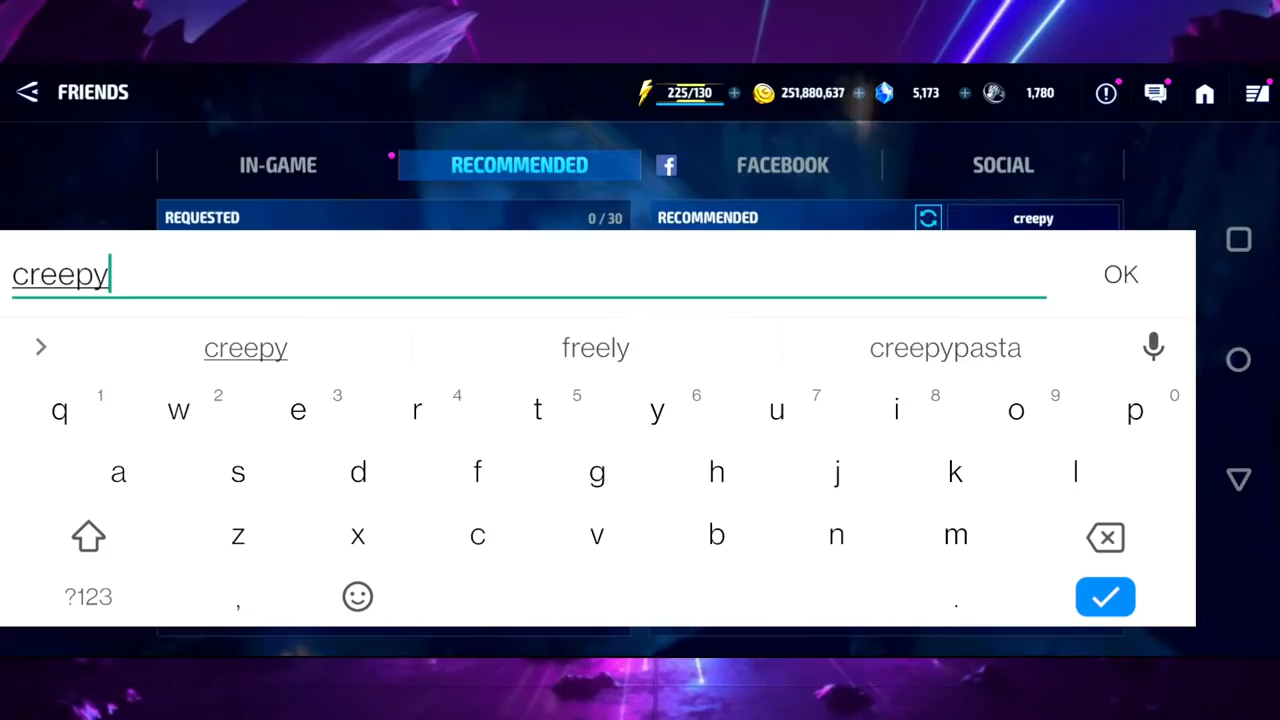 FRIENDS 225/130 251,880,637 5,173 1,780
IN-GAME RECOMMENDED FACEBOOK SOCIAL
REQUESTED 0 / 30 RECOMMENDED creepy
creepy OK
creepy freely creepypasta
q 1 w 2 e 3 r 4 t 5 y 6 u 7 i 8 o 9 p 0
a s d f g h j k l
z x c v b n m
?123 , .